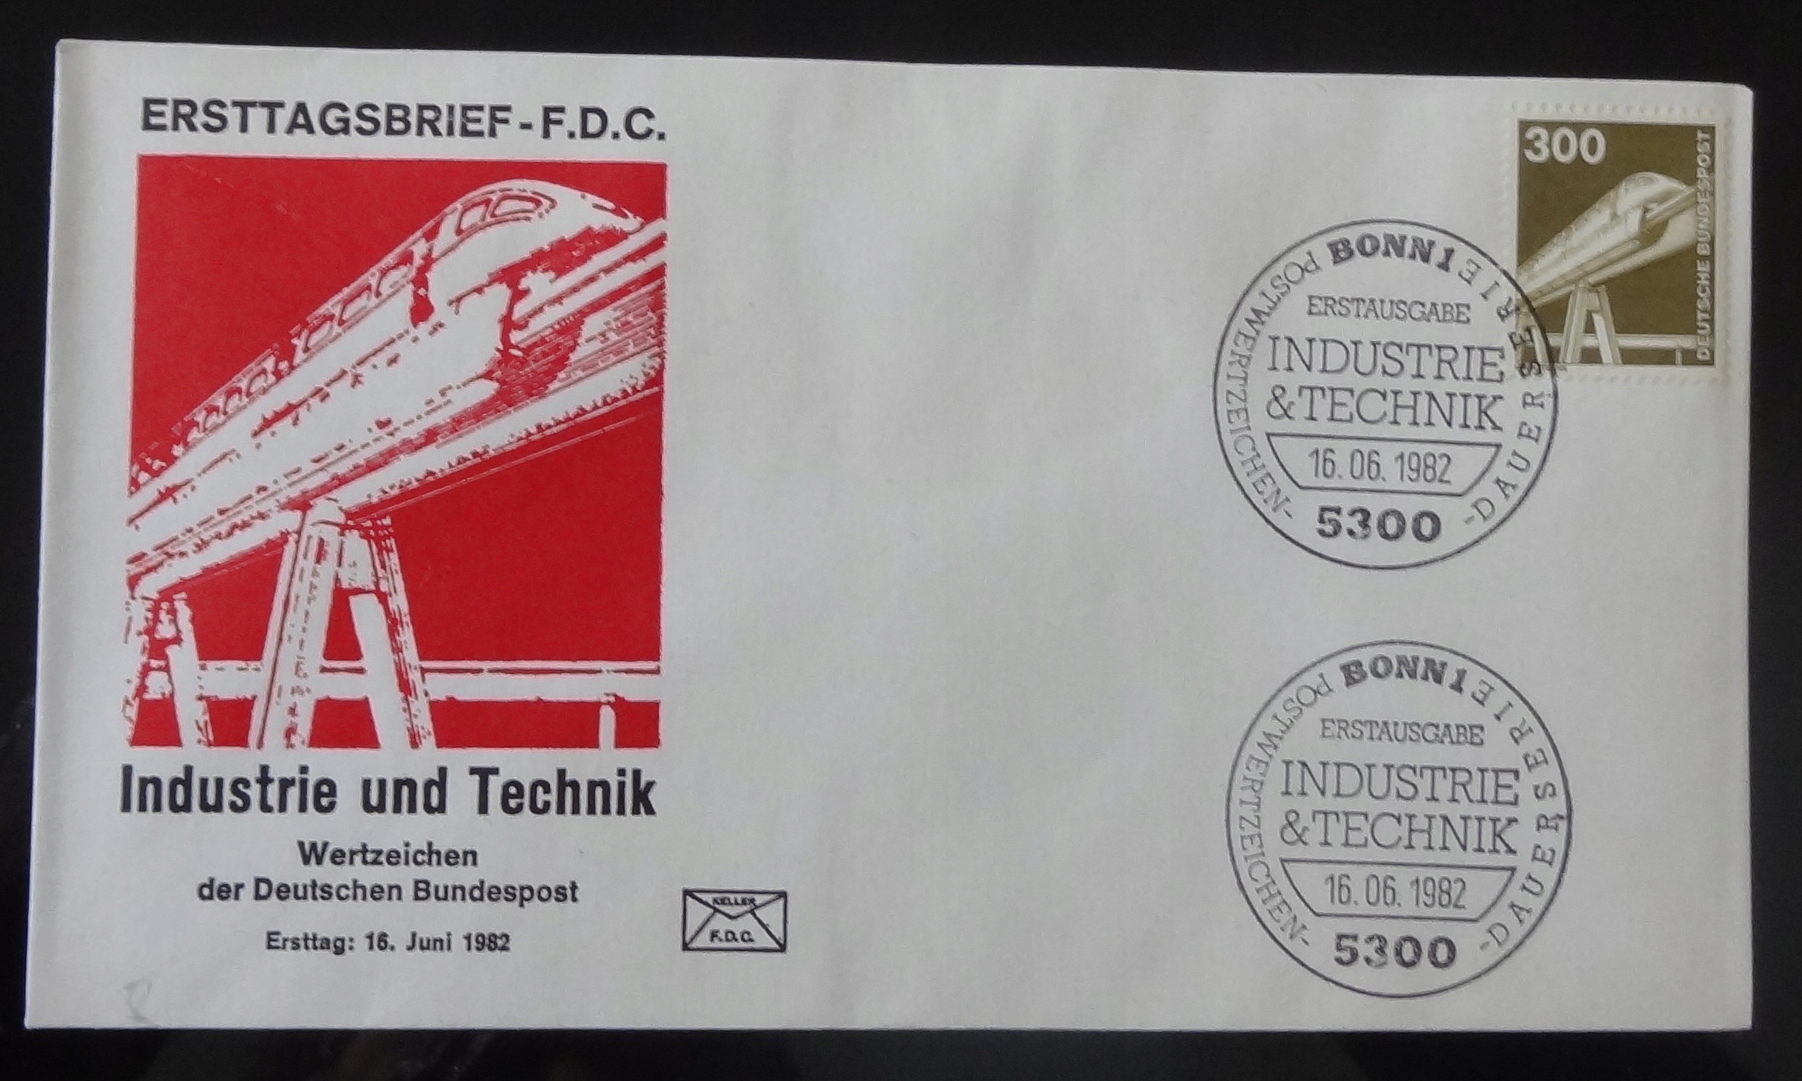 ERSTTAGSBRIEF - F.D.C.
Industrie und Technik
Wertzeichen
der Deutschen Bundespost
Ersttag: 16. Juni 1982
KELLER
F.D.C.
300
DEUTSCHE BUNDESPOST
BONN 1
POSTWERTZEICHEN-
-DAUERSERIE
ERSTAUSGABE
INDUSTRIE
& TECHNIK
16.06.1982
5300
BONN 1
POSTWERTZEICHEN-
-DAUERSERIE
ERSTAUSGABE
INDUSTRIE
& TECHNIK
16.06.1982
5300